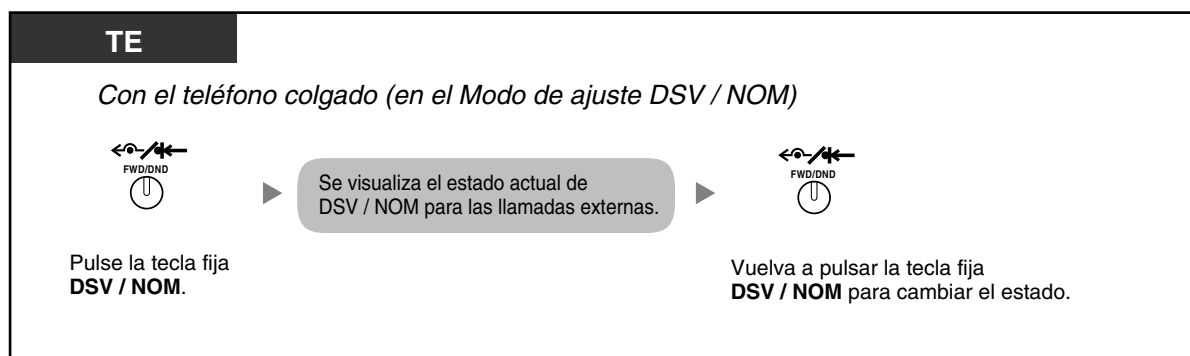 TE
Con el teléfono colgado (en el Modo de ajuste DSV / NOM)
FWD/DND
Se visualiza el estado actual de
DSV / NOM para las llamadas externas.
FWD/DND
Pulse la tecla fija
DSV / NOM.
Vuelva a pulsar la tecla fija
DSV / NOM para cambiar el estado.